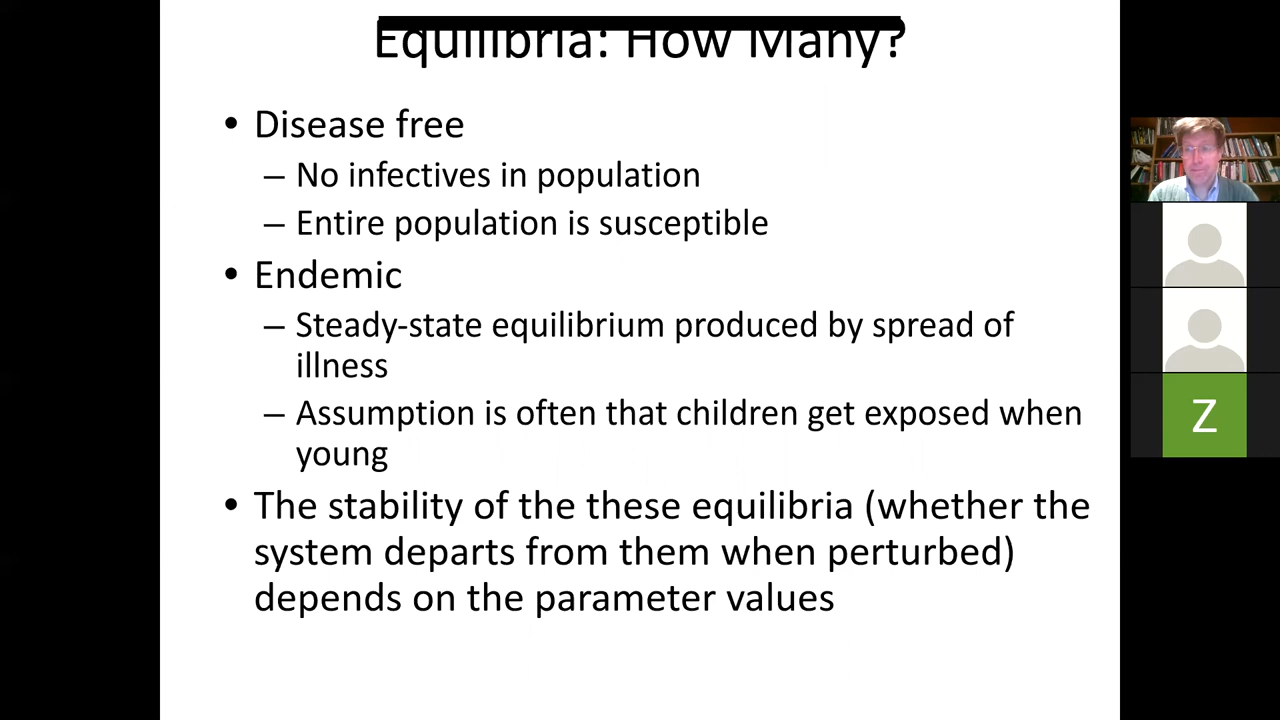 Equilibria: How Many?
• Disease free
– No infectives in population
– Entire population is susceptible
• Endemic
– Steady-state equilibrium produced by spread of
illness
– Assumption is often that children get exposed when
young
• The stability of the these equilibria (whether the
system departs from them when perturbed)
depends on the parameter values
Z